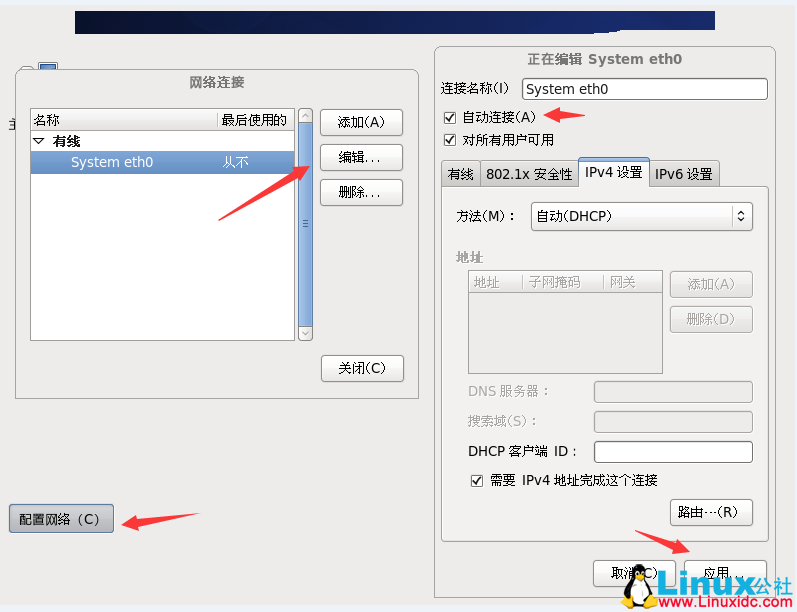 网络连接
名称 最后使用的
有线
System eth0 从不
添加(A)
编辑...
删除...
关闭(C)
配置网络（C）
正在编辑 System eth0
连接名称(I) System eth0
自动连接(A)
对所有用户可用
有线 802.1x 安全性 IPv4 设置 IPv6 设置
方法(M)： 自动(DHCP)
地址
地址 子网掩码 网关
添加(A)
删除(D)
DNS 服务器：
搜索域(S)：
DHCP 客户端 ID：
需要 IPv4 地址完成这个连接
路由…(R)
取消(C) 应用...
Linux公社
www.Linuxidc.com